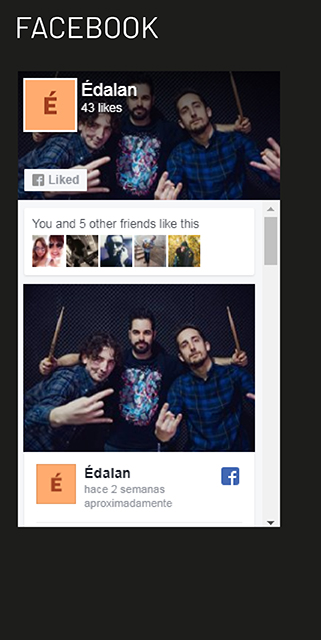 FACEBOOK
É
Édalan
43 likes
Liked
You and 5 other friends like this
É
Édalan
hace 2 semanas
aproximadamente